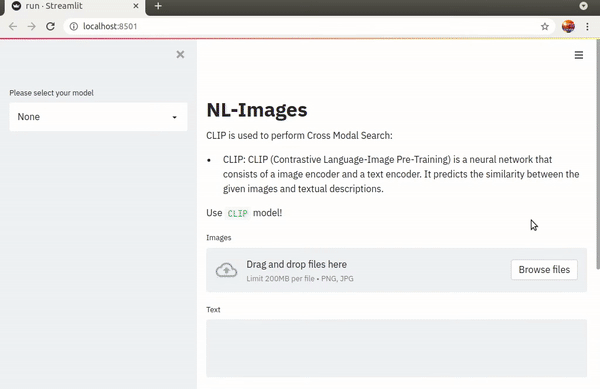 run · Streamlit
localhost:8501
Please select your model
None
NL-Images
CLIP is used to perform Cross Modal Search:
• CLIP: CLIP (Contrastive Language-Image Pre-Training) is a neural network that
consists of a image encoder and a text encoder. It predicts the similarity between the
given images and textual descriptions.
Use CLIP model!
Images
Drag and drop files here
Limit 200MB per file • PNG, JPG
Browse files
Text